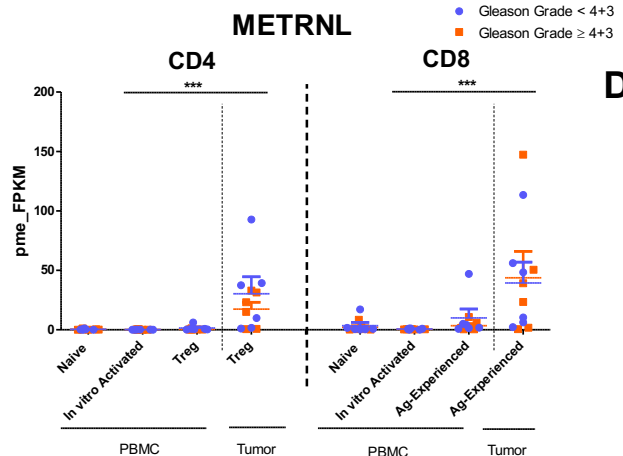 Gleason Grade < 4+3
Gleason Grade ≥ 4+3
METRNL
CD4
CD8
D
***
***
pme_FPKM
200
150
100
50
0
Naive
In vitro Activated
Treg
Treg
Naive
In vitro Activated
Ag-Experienced
Ag-Experienced
PBMC
Tumor
PBMC
Tumor